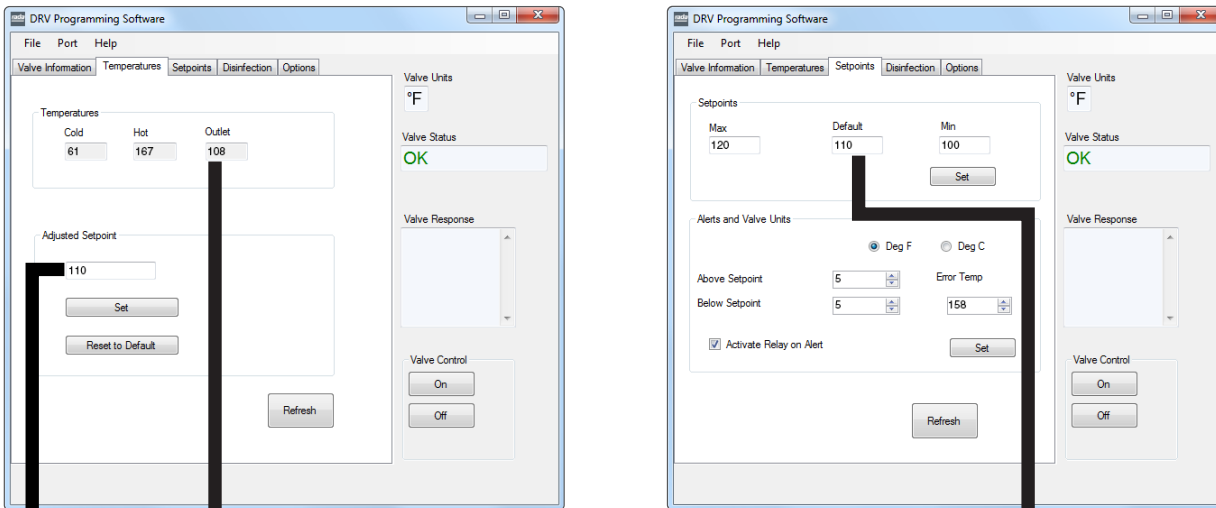 rada DRV Programming Software
File Port Help
Valve Information Temperatures Setpoints Disinfection Options
Temperatures
Cold Hot Outlet
61 167 108
Adjusted Setpoint
110
Set
Reset to Default
Refresh
Valve Units
°F
Valve Status
OK
Valve Response
Valve Control
On
Off
rada DRV Programming Software
File Port Help
Valve Information Temperatures Setpoints Disinfection Options
Setpoints
Max Default Min
120 110 100
Set
Alerts and Valve Units
Deg F Deg C
Above Setpoint 5 Error Temp
Below Setpoint 5 158
Activate Relay on Alert Set
Refresh
Valve Units
°F
Valve Status
OK
Valve Response
Valve Control
On
Off